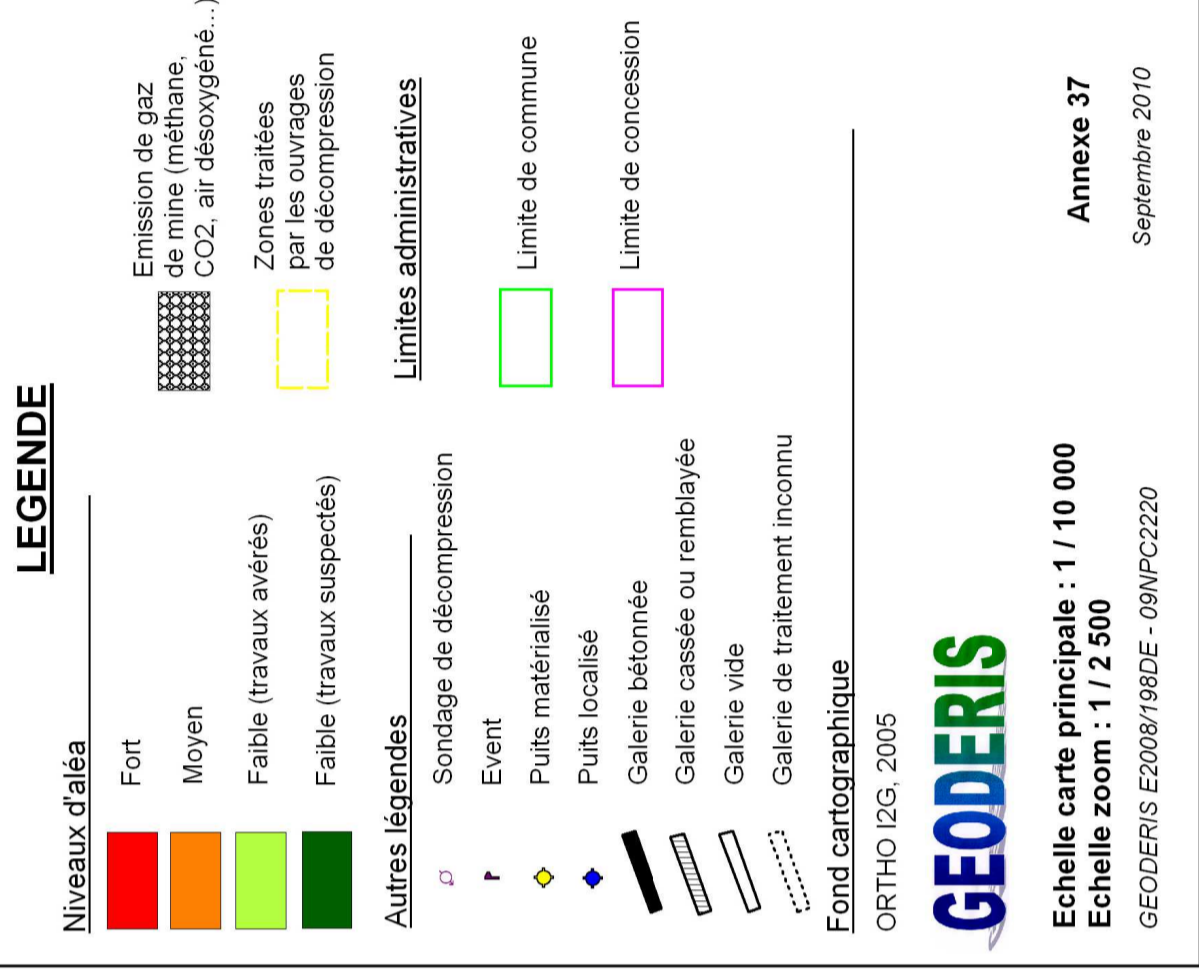 LEGENDE
Niveaux d'aléa
Fort
Moyen
Faible (travaux avérés)
Faible (travaux suspectés)
Emission de gaz
de mine (méthane,
CO2, air désoxygéné...)
Zones traitées
par les ouvrages
de décompression
Autres légendes
Sondage de décompression
Event
Puits matérialisé
Puits localisé
Galerie bétonnée
Galerie cassée ou remblayée
Galerie vide
Galerie de traitement inconnu
Limites administratives
Limite de commune
Limite de concession
Fond cartographique
ORTHO I2G, 2005
GEODERIS
Echelle carte principale : 1 / 10 000
Echelle zoom : 1 / 2 500
Annexe 37
GEODERIS E2008/198DE - 09NPC2220
Septembre 2010